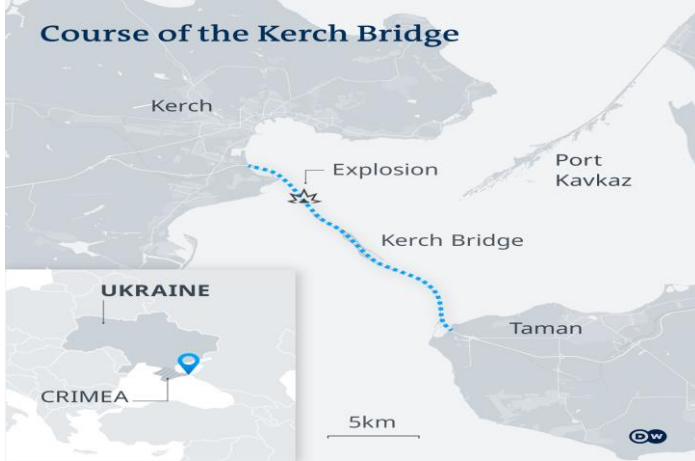 Course of the Kerch Bridge
Kerch
Explosion
Port
Kavkaz
Kerch Bridge
UKRAINE
Taman
CRIMEA
5km
DW